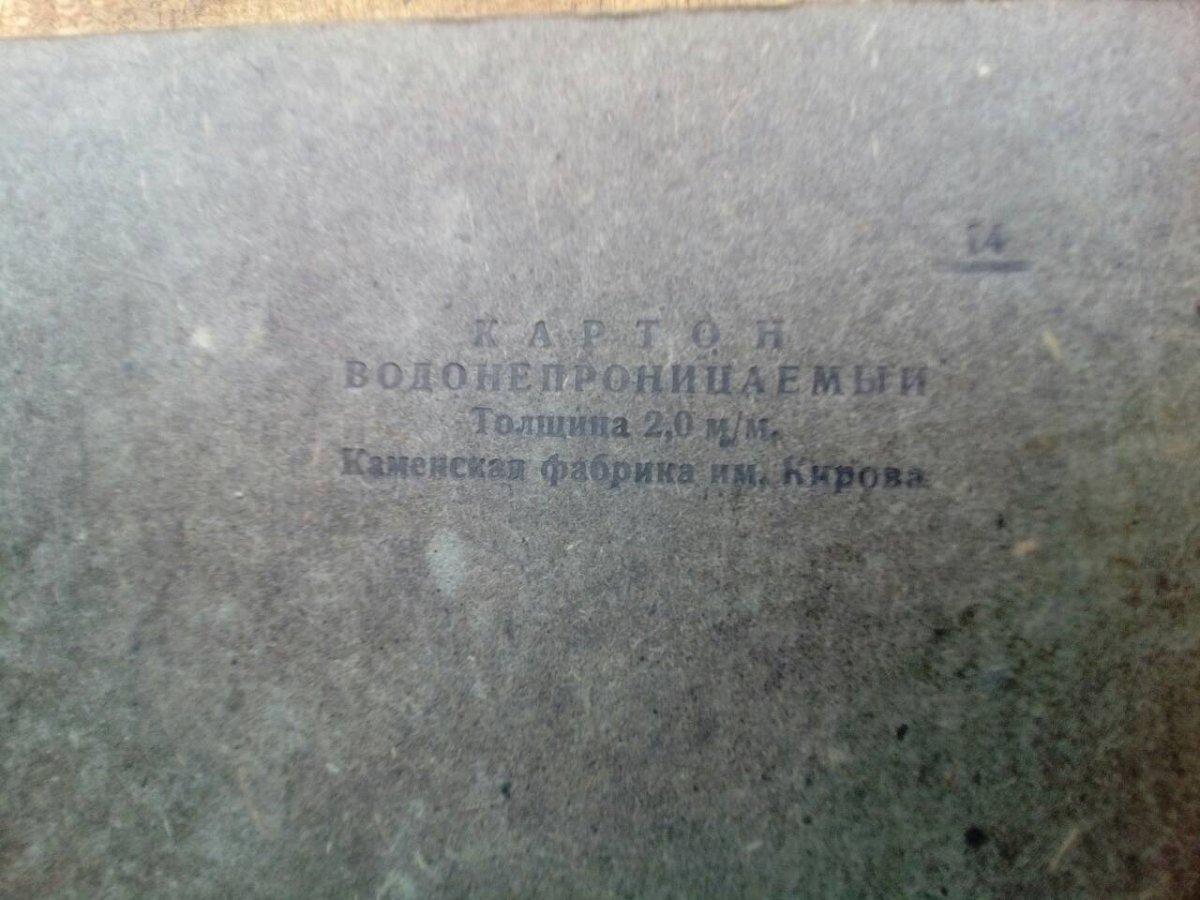 14
КАРТОН
ВОДОНЕПРОНИЦАЕМЫЙ
Толщина 2,0 м/м.
Каменская фабрика им. Кирова